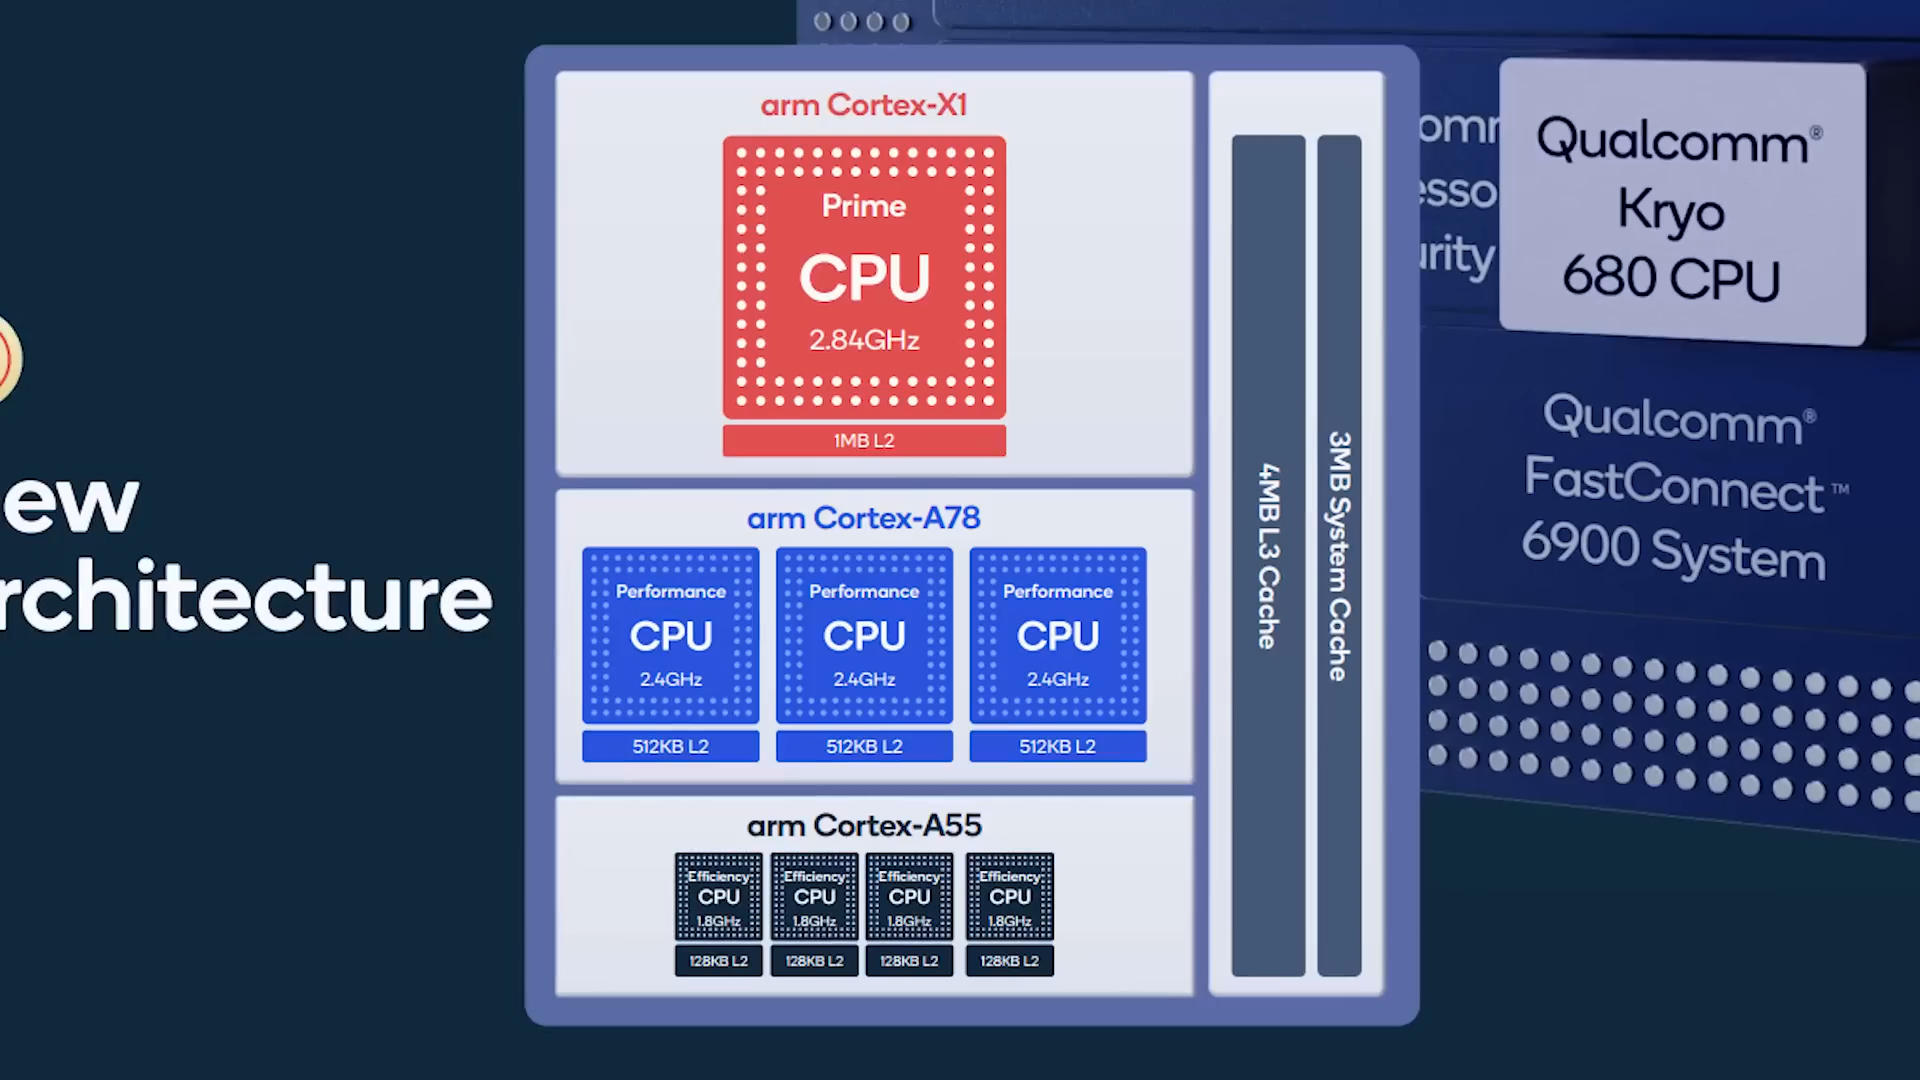 ew
rchitecture
arm Cortex-X1
Prime
CPU
2.84GHz
1MB L2
arm Cortex-A78
Performance
CPU
2.4GHz
512KB L2
Performance
CPU
2.4GHz
512KB L2
Performance
CPU
2.4GHz
512KB L2
arm Cortex-A55
Efficiency
CPU
1.8GHz
128KB L2
Efficiency
CPU
1.8GHz
128KB L2
Efficiency
CPU
1.8GHz
128KB L2
Efficiency
CPU
1.8GHz
128KB L2
4MB L3 Cache
3MB System Cache
omm
esso
urity
Qualcomm®
Kryo
680 CPU
Qualcomm®
FastConnect™
6900 System